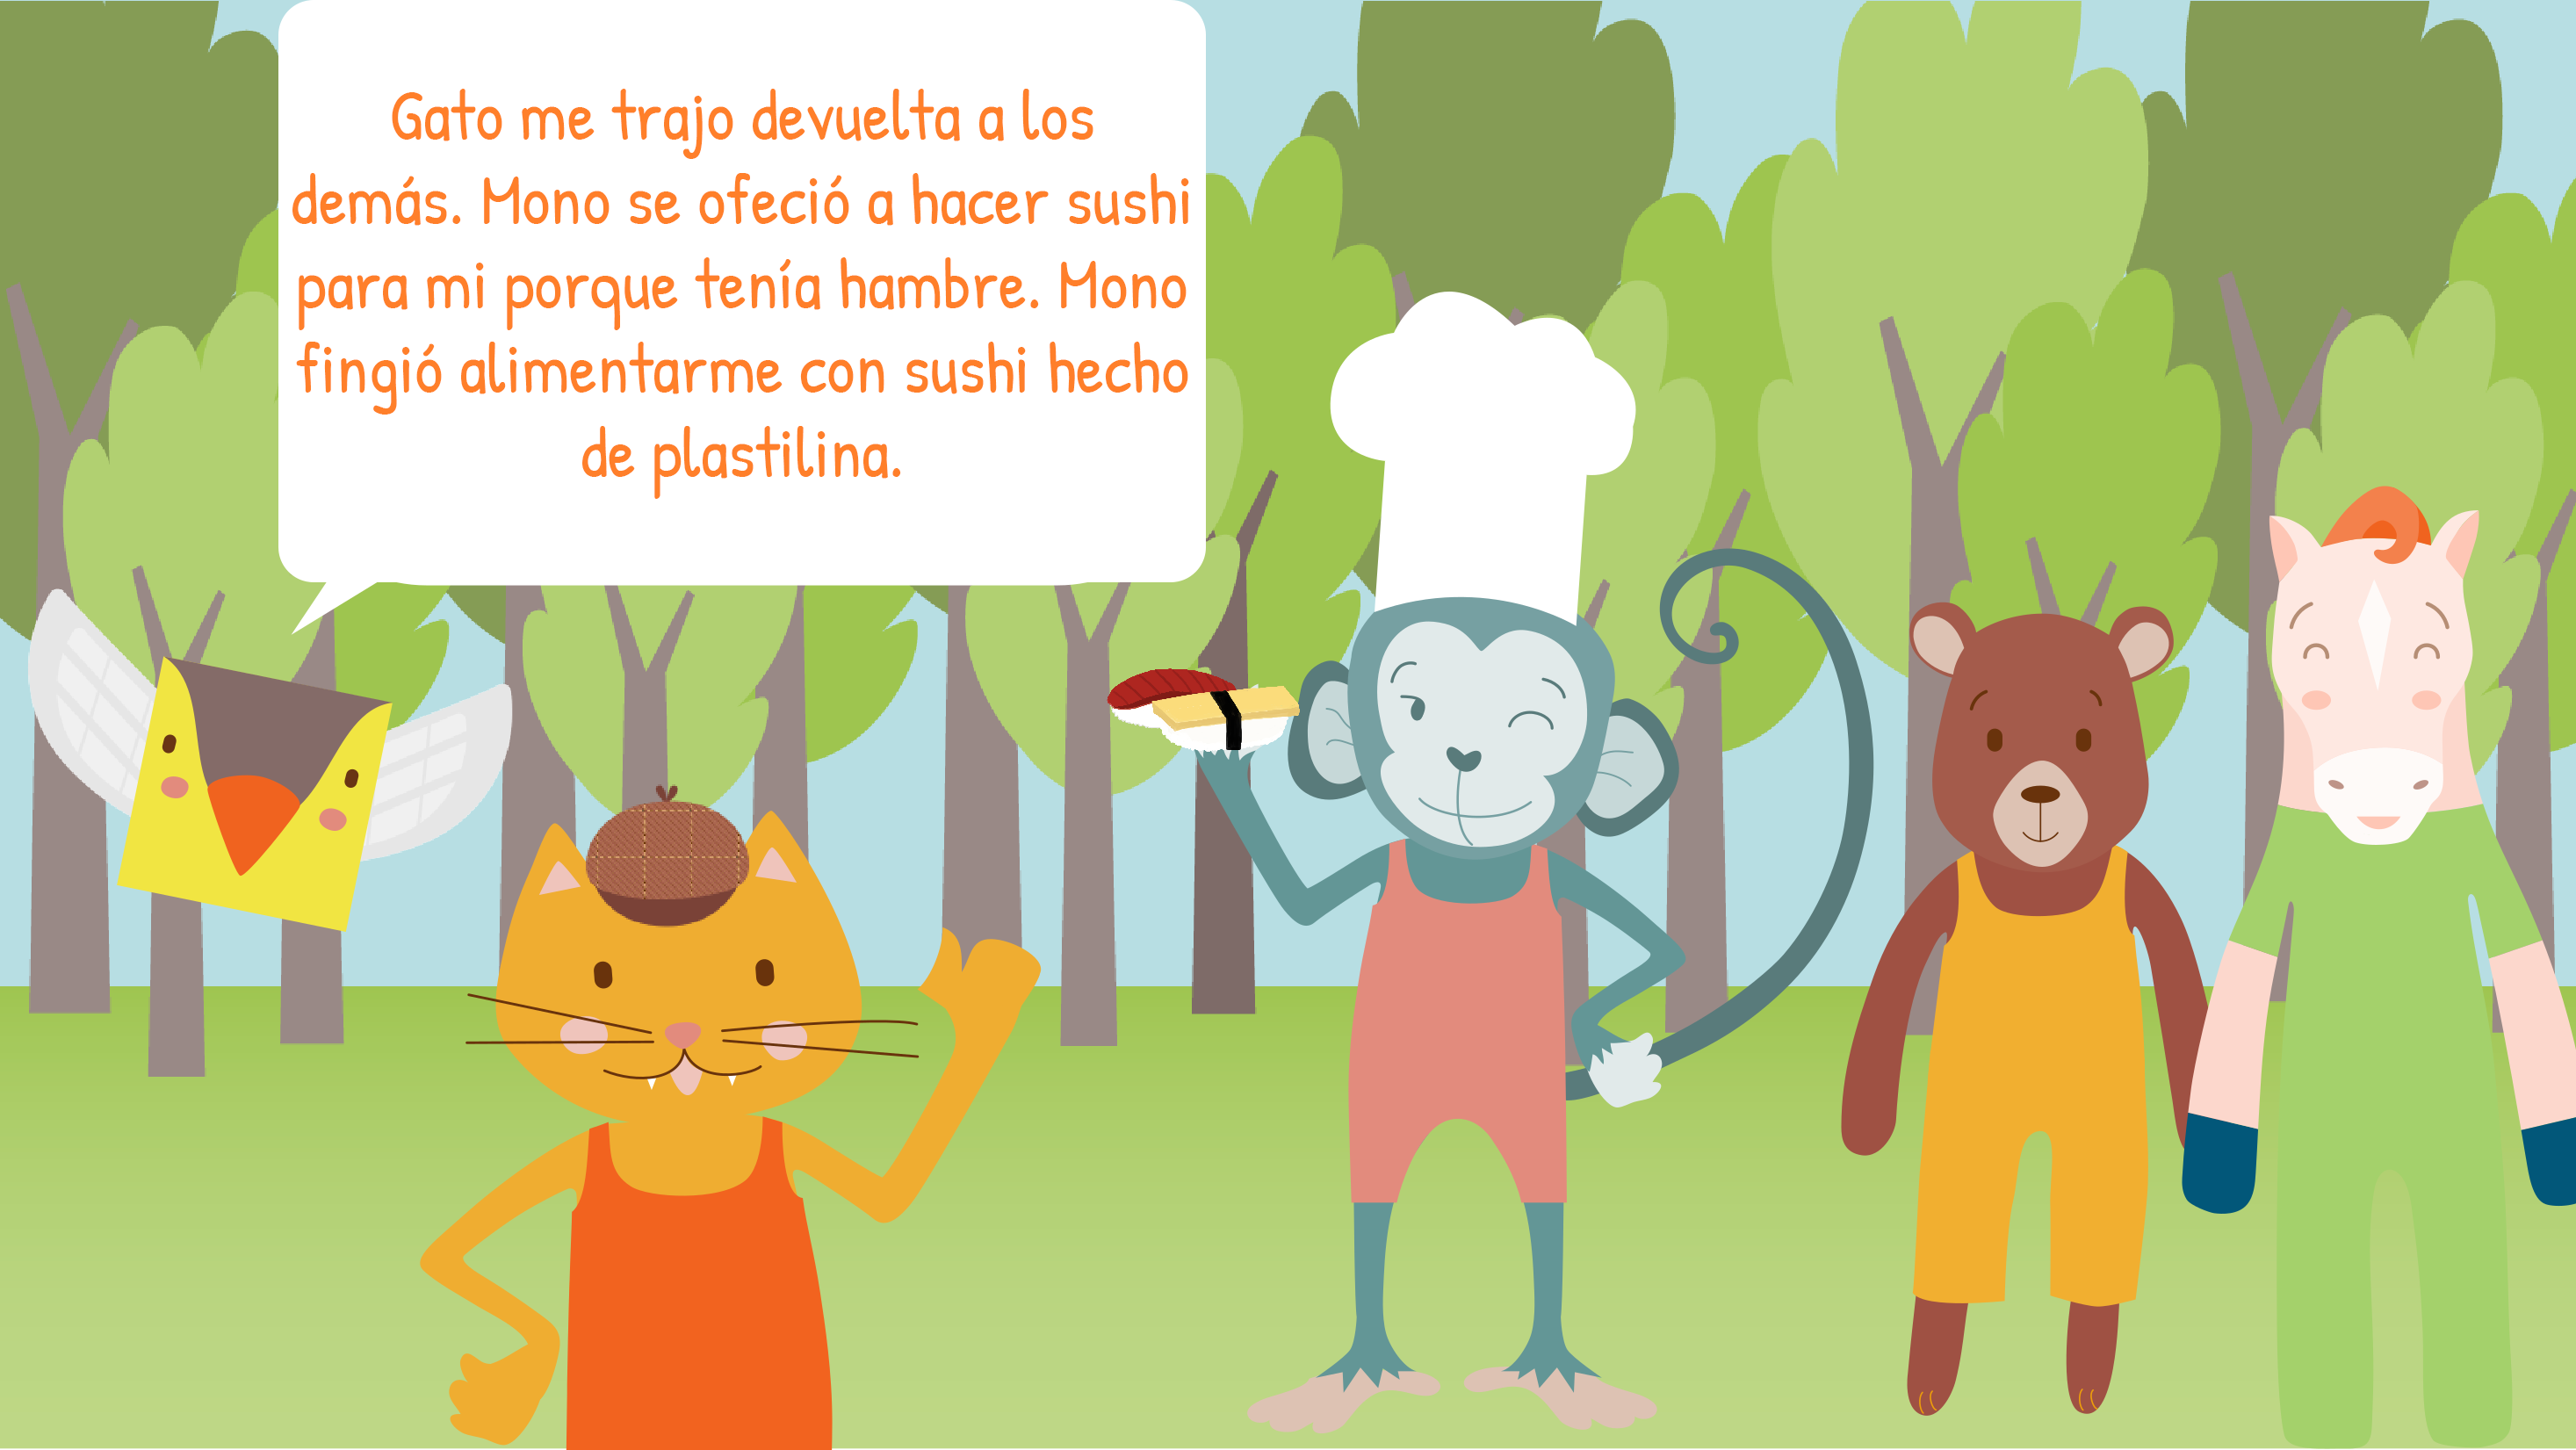 Gato me trajo devuelta a los
demás. Mono se ofeció a hacer sushi
para mi porque tenía hambre. Mono
fingió alimentarme con sushi hecho
de plastilina.